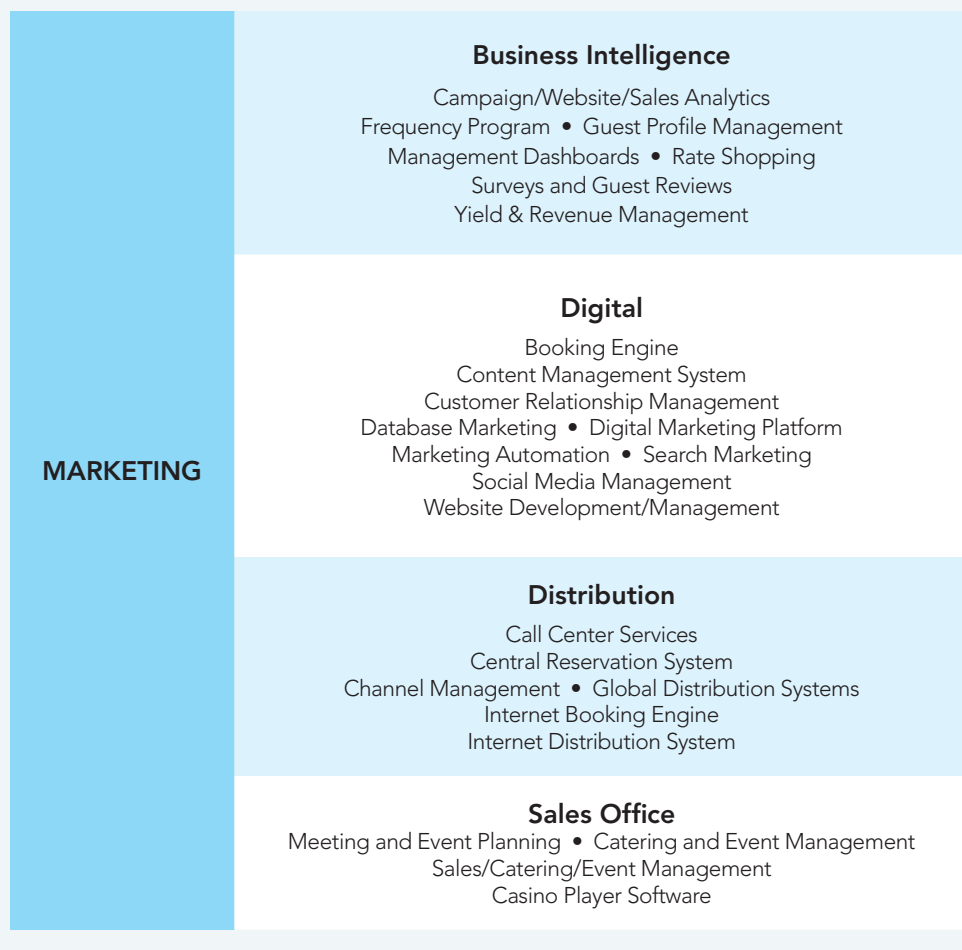 MARKETING
Business Intelligence
Campaign/Website/Sales Analytics
Frequency Program • Guest Profile Management
Management Dashboards • Rate Shopping
Surveys and Guest Reviews
Yield & Revenue Management
Digital
Booking Engine
Content Management System
Customer Relationship Management
Database Marketing • Digital Marketing Platform
Marketing Automation • Search Marketing
Social Media Management
Website Development/Management
Distribution
Call Center Services
Central Reservation System
Channel Management • Global Distribution Systems
Internet Booking Engine
Internet Distribution System
Sales Office
Meeting and Event Planning • Catering and Event Management
Sales/Catering/Event Management
Casino Player Software